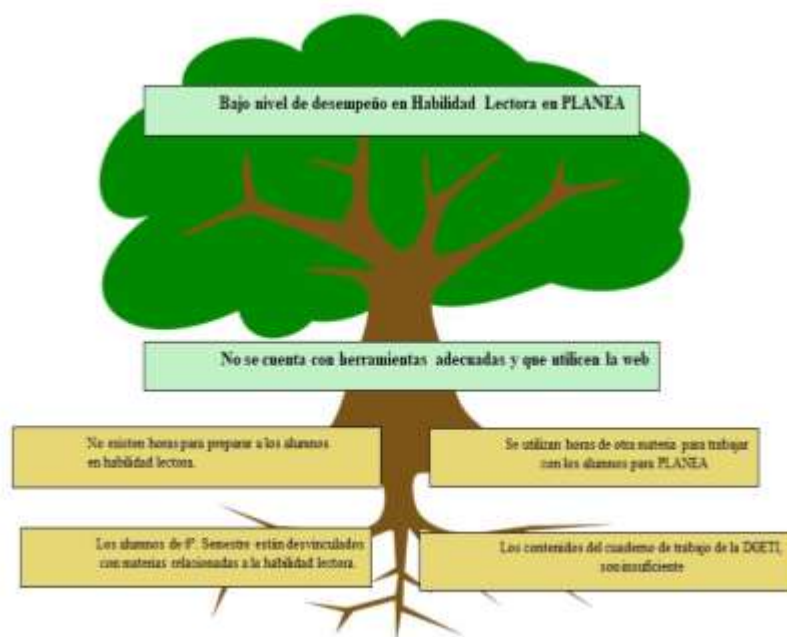 Bajo nivel de desempeño en Habilidad Lectora en PLANEA
No se cuenta con herramientas adecuadas y que utilicen la web
No existen horas para preparar a los alumnos
en habilidad lectora.
Se utilizan horas de otra materia para trabajar
con los alumnos para PLANEA
Los alumnos de 6º. Semestre están desvinculados
con materias relacionadas a la habilidad lectora.
Los contenidos del cuaderno de trabajo de la DGETI,
son insuficiente